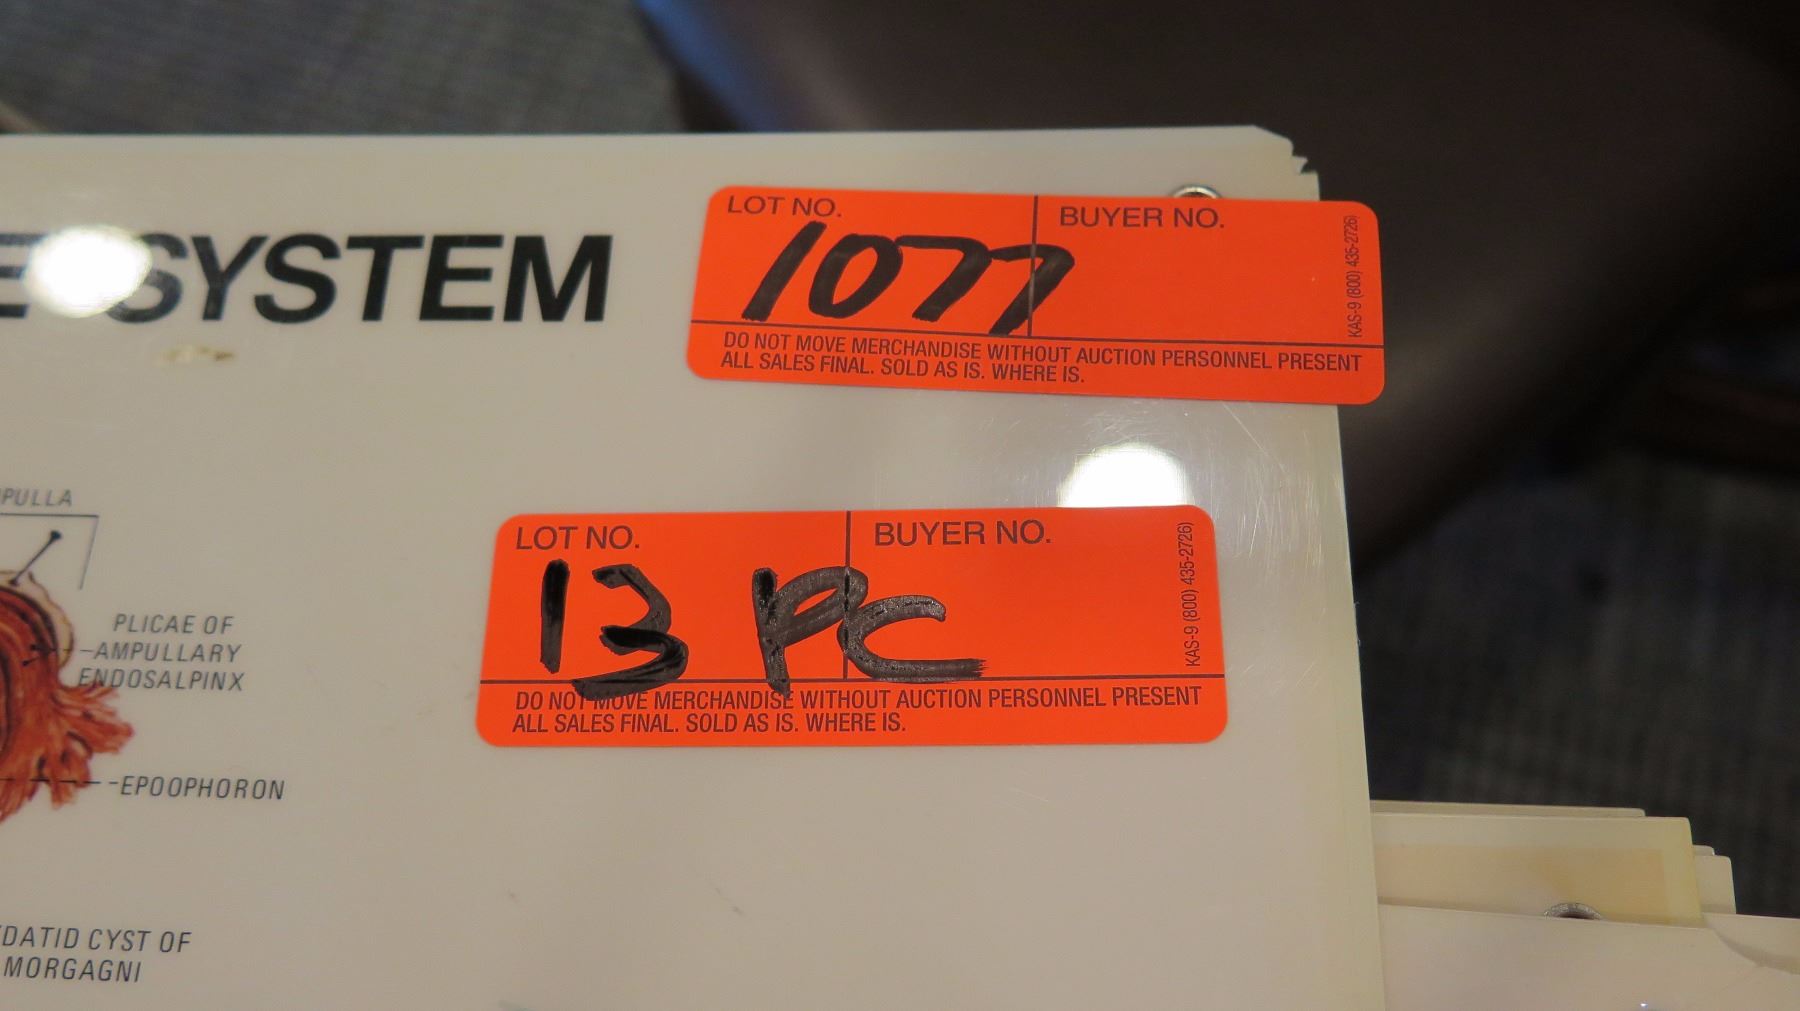 SYSTEM
LOT NO.
BUYER NO.
1077
KAS-9 (800) 435-2726)
DO NOT MOVE MERCHANDISE WITHOUT AUCTION PERSONNEL PRESENT
ALL SALES FINAL. SOLD AS IS. WHERE IS.
LOT NO.
BUYER NO.
13 PC
KAS-9 (800) 435-2726)
DO NOT MOVE MERCHANDISE WITHOUT AUCTION PERSONNEL PRESENT
ALL SALES FINAL. SOLD AS IS. WHERE IS.
PULLA
PLICAE OF
AMPULLARY
ENDOSALPINX
EPOOPHORON
DATID CYST OF
MORGAGNI